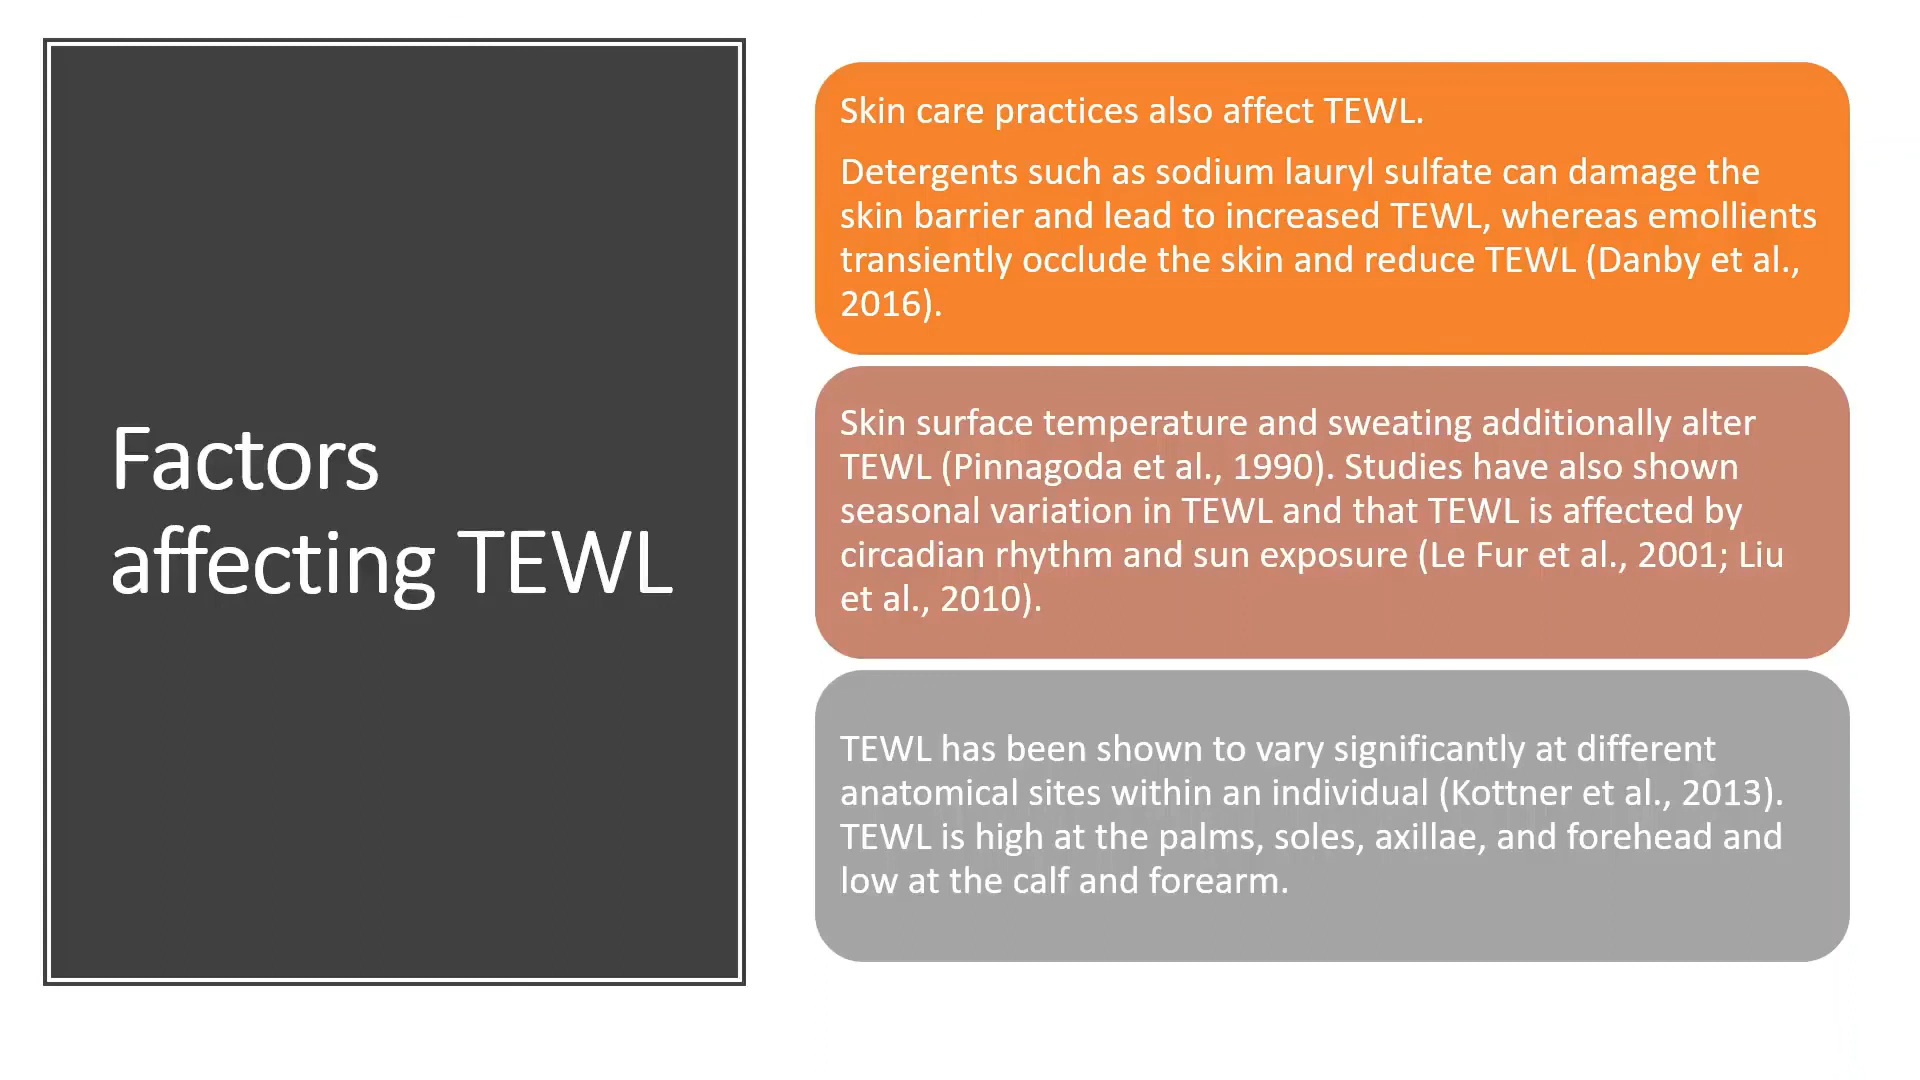 Factors
affecting TEWL
Skin care practices also affect TEWL.
Detergents such as sodium lauryl sulfate can damage the
skin barrier and lead to increased TEWL, whereas emollients
transiently occlude the skin and reduce TEWL (Danby et al.,
2016).
Skin surface temperature and sweating additionally alter
TEWL (Pinnagoda et al., 1990). Studies have also shown
seasonal variation in TEWL and that TEWL is affected by
circadian rhythm and sun exposure (Le Fur et al., 2001; Liu
et al., 2010).
TEWL has been shown to vary significantly at different
anatomical sites within an individual (Kottner et al., 2013).
TEWL is high at the palms, soles, axillae, and forehead and
low at the calf and forearm.